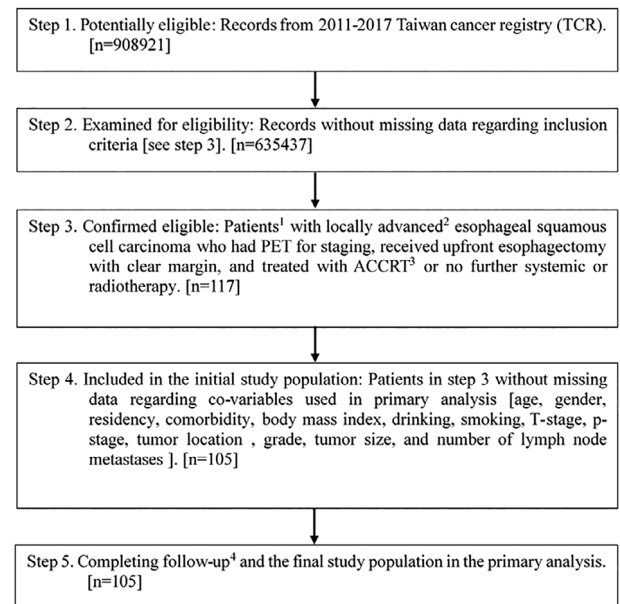 Step 1. Potentially eligible: Records from 2011-2017 Taiwan cancer registry (TCR).
[n=908921]
Step 2. Examined for eligibility: Records without missing data regarding inclusion
criteria [see step 3]. [n=635437]
Step 3. Confirmed eligible: Patients¹ with locally advanced² esophageal squamous
cell carcinoma who had PET for staging, received upfront esophagectomy
with clear margin, and treated with ACCRT³ or no further systemic or
radiotherapy. [n=117]
Step 4. Included in the initial study population: Patients in step 3 without missing
data regarding co-variables used in primary analysis [age, gender,
residency, comorbidity, body mass index, drinking, smoking, T-stage, p-
stage, tumor location , grade, tumor size, and number of lymph node
metastases ]. [n=105]
Step 5. Completing follow-up⁴ and the final study population in the primary analysis.
[n=105]